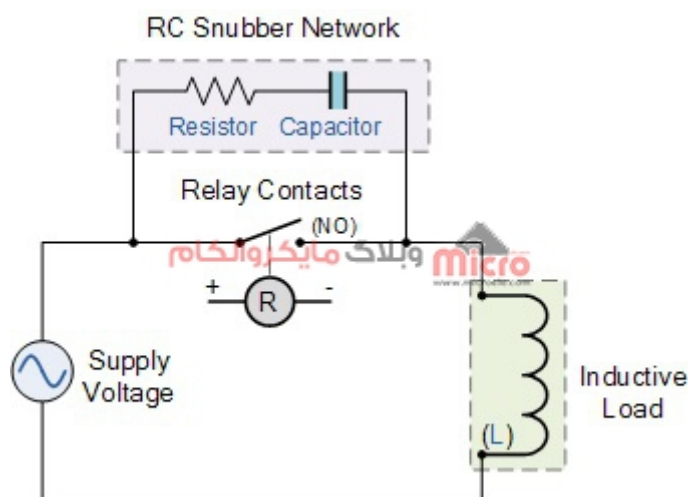 RC Snubber Network
Resistor Capacitor
Relay Contacts
(NO)
وبلاگ مایکروالکام
micro
+ R -
Supply
Voltage
Inductive
Load
(L)